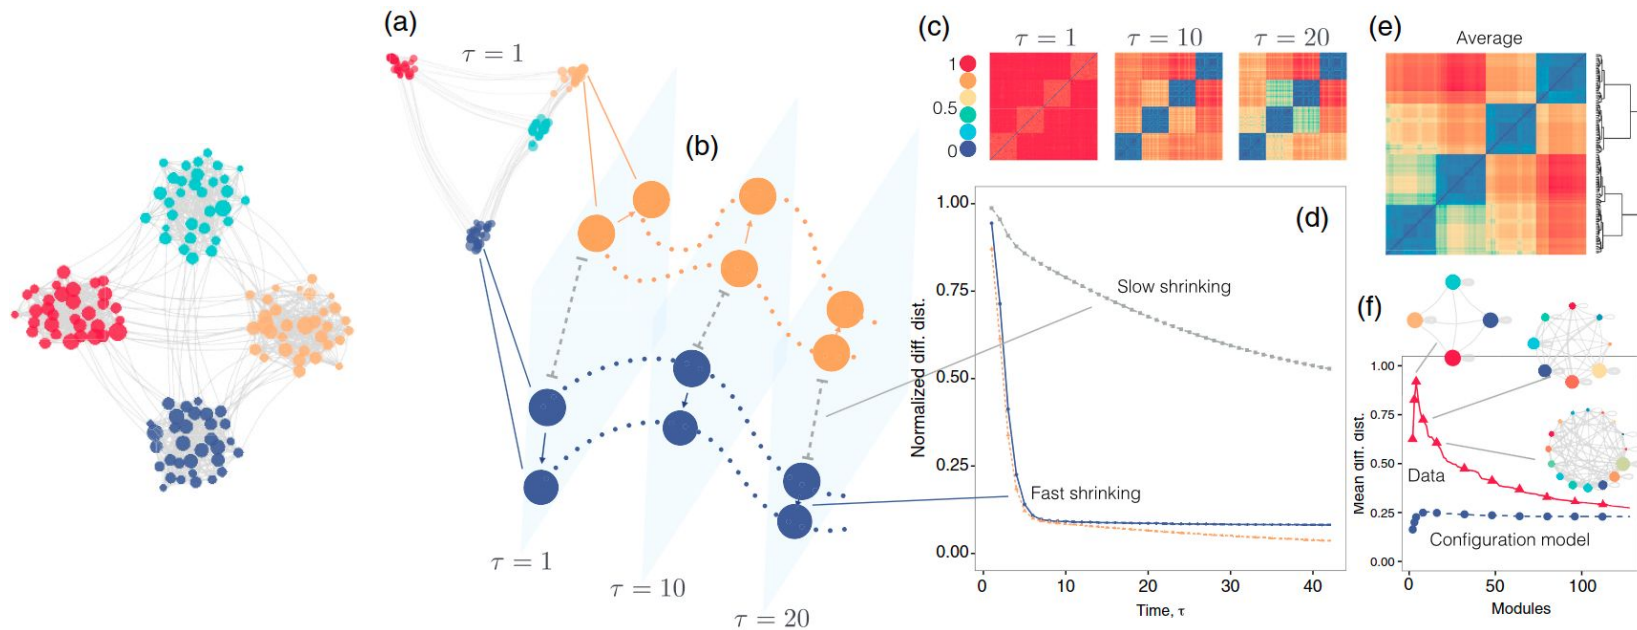 (a)
τ = 1
(b)
τ = 1
τ = 10
τ = 20
(c)
τ = 1
τ = 10
τ = 20
1
0.5
0
(d)
1.00
0.75
0.50
0.25
0.00
Normalized diff. dist.
Slow shrinking
Fast shrinking
0
10
20
30
40
Time, τ
(e)
Average
(f)
1.00
0.75
0.50
0.25
0.00
Mean diff. dist.
Data
Configuration model
0
50
100
Modules